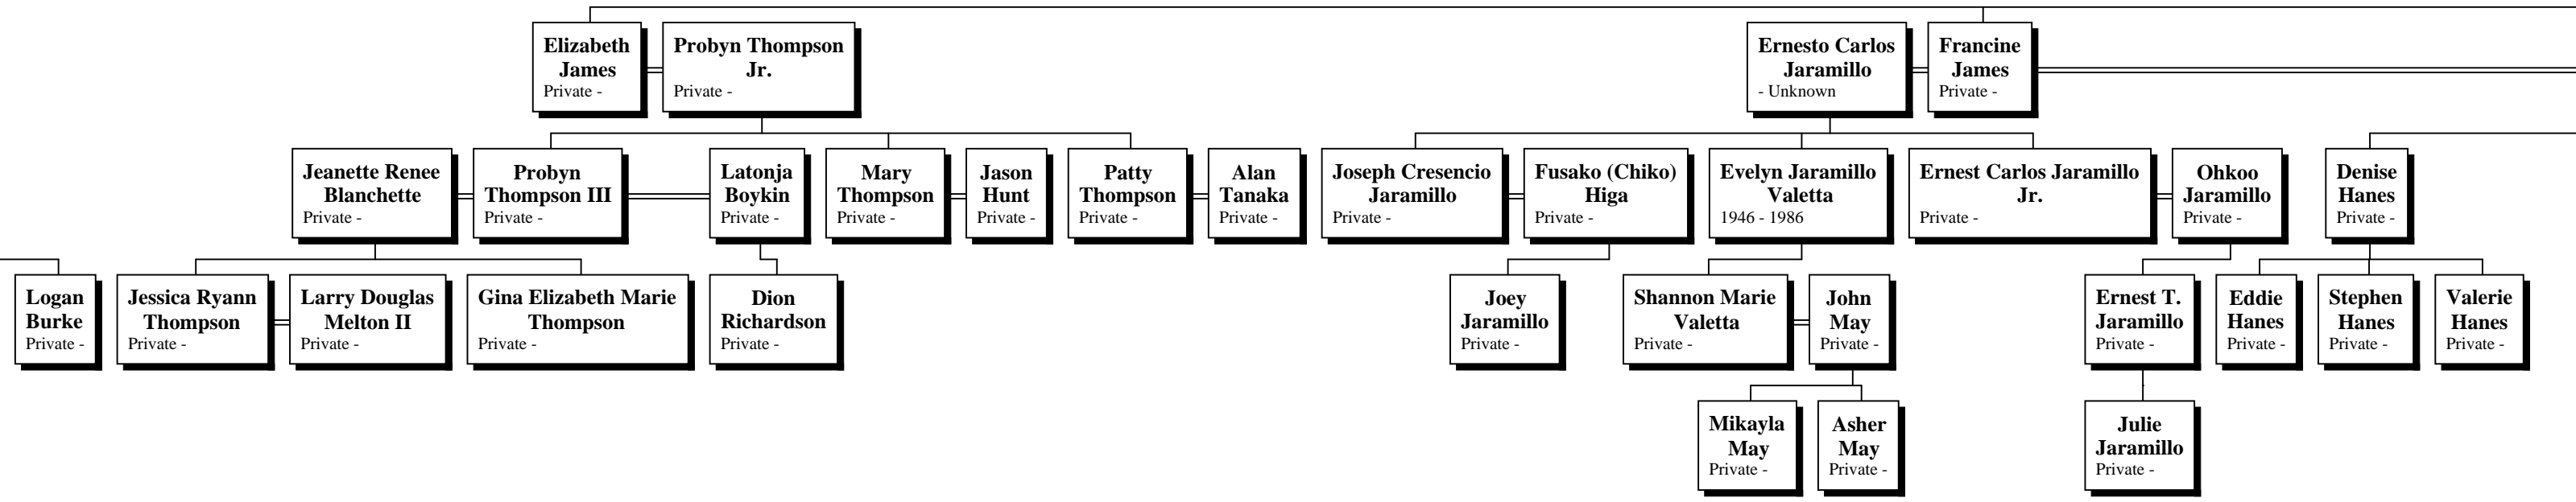 Elizabeth
James
Private -
Probyn Thompson
Jr.
Private -
Ernesto Carlos
Jaramillo
- Unknown
Francine
James
Private -
Jeanette Renee
Blanchette
Private -
Probyn
Thompson III
Private -
Latonja
Boykin
Private -
Mary
Thompson
Private -
Jason
Hunt
Private -
Patty
Thompson
Private -
Alan
Tanaka
Private -
Joseph Cresencio
Jaramillo
Private -
Fusako (Chiko)
Higa
Private -
Evelyn Jaramillo
Valetta
1946 - 1986
Ernest Carlos Jaramillo
Jr.
Private -
Ohkoo
Jaramillo
Private -
Denise
Hanes
Private -
Logan
Burke
Private -
Jessica Ryann
Thompson
Private -
Larry Douglas
Melton II
Private -
Gina Elizabeth Marie
Thompson
Private -
Dion
Richardson
Private -
Joey
Jaramillo
Private -
Shannon Marie
Valetta
Private -
John
May
Private -
Ernest T.
Jaramillo
Private -
Eddie
Hanes
Private -
Stephen
Hanes
Private -
Valerie
Hanes
Private -
Mikayla
May
Private -
Asher
May
Private -
Julie
Jaramillo
Private -